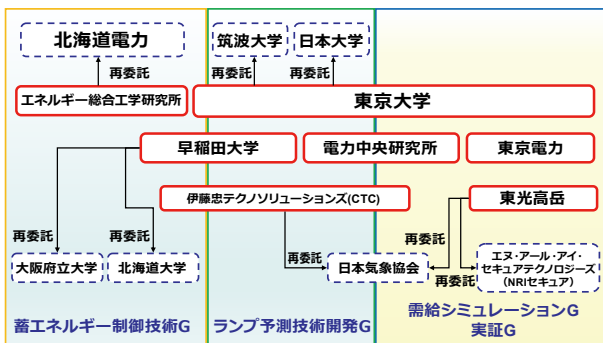 北海道電力
筑波大学
日本大学
再委託
再委託
再委託
エネルギー総合工学研究所
東京大学
早稲田大学
電力中央研究所
東京電力
伊藤忠テクノソリューションズ(CTC)
東光高岳
再委託
再委託
再委託
再委託
再委託
大阪府立大学
北海道大学
日本気象協会
エヌ・アール・アイ・
セキュアテクノロジーズ
（NRIセキュア）
蓄エネルギー制御技術G
ランプ予測技術開発G
需給シミュレーションG
実証G